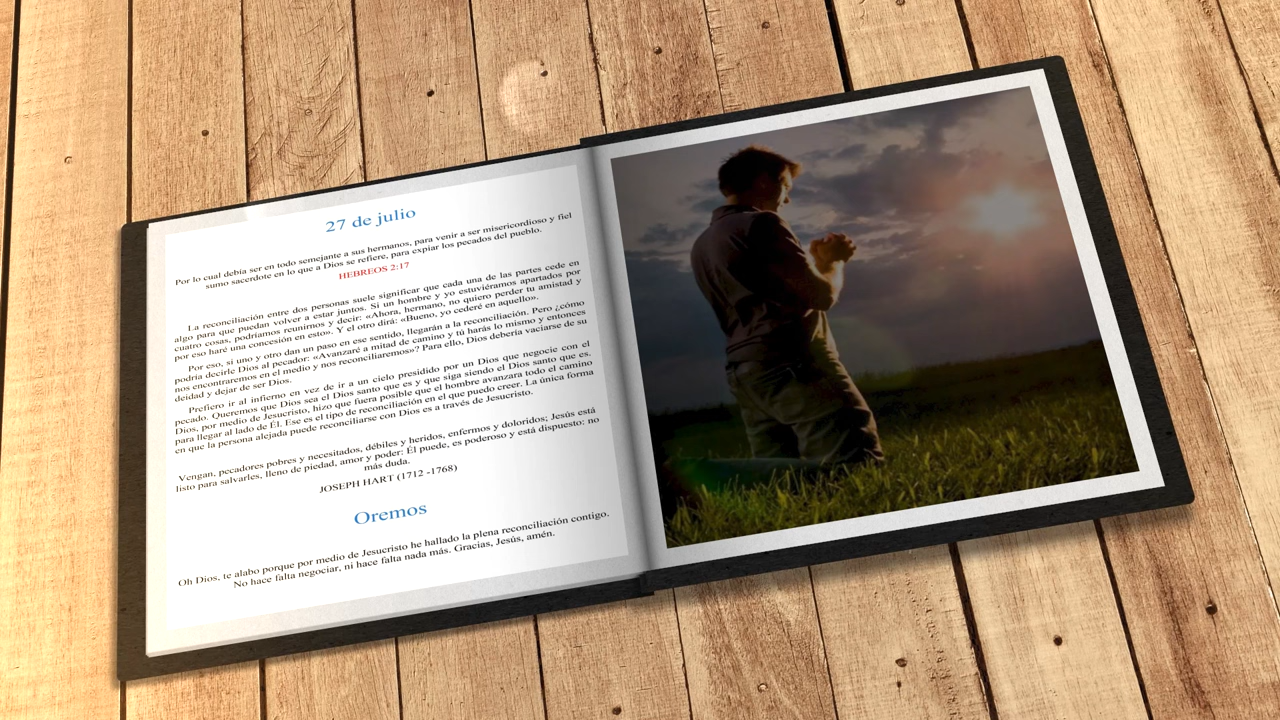 27 de julio
Por lo cual debía ser en todo semejante a sus hermanos, para venir a ser misericordioso y fiel
sumo sacerdote en lo que a Dios se refiere, para expiar los pecados del pueblo.
HEBREOS 2:17
La reconciliación entre dos personas suele significar que cada una de las partes cede en
algo para que puedan volver a estar juntos. Si un hombre y yo estuviéramos apartados por
cuatro cosas, podríamos reunirnos y decir: «Ahora, hermano, no quiero perder tu amistad y
por eso haré una concesión en esto». Y el otro dirá: «Bueno, yo cederé en aquello».
Por eso, si uno y otro dan un paso en ese sentido, llegarán a la reconciliación. Pero ¿cómo
podría decirle Dios al pecador: «Avanzaré a mitad de camino y tú harás lo mismo y entonces
nos encontraremos en el medio y nos reconciliaremos»? Para ello, Dios debería vaciarse de su
deidad y dejar de ser Dios.
Prefiero ir al infierno en vez de ir a un cielo presidido por un Dios que negocie con el
pecado. Queremos que Dios sea el Dios santo que es y que siga siendo el Dios santo que es.
Dios, por medio de Jesucristo, hizo que fuera posible que el hombre avanzara todo el camino
para llegar al lado de Él. Ese es el tipo de reconciliación en el que puedo creer. La única forma
en que la persona alejada puede reconciliarse con Dios es a través de Jesucristo.
Vengan, pecadores pobres y necesitados, débiles y heridos, enfermos y doloridos; Jesús está
listo para salvarles, lleno de piedad, amor y poder: Él puede, es poderoso y está dispuesto: no
más duda.
JOSEPH HART (1712 -1768)
Oremos
Oh Dios, te alabo porque por medio de Jesucristo he hallado la plena reconciliación contigo.
No hace falta negociar, ni hace falta nada más. Gracias, Jesús, amén.